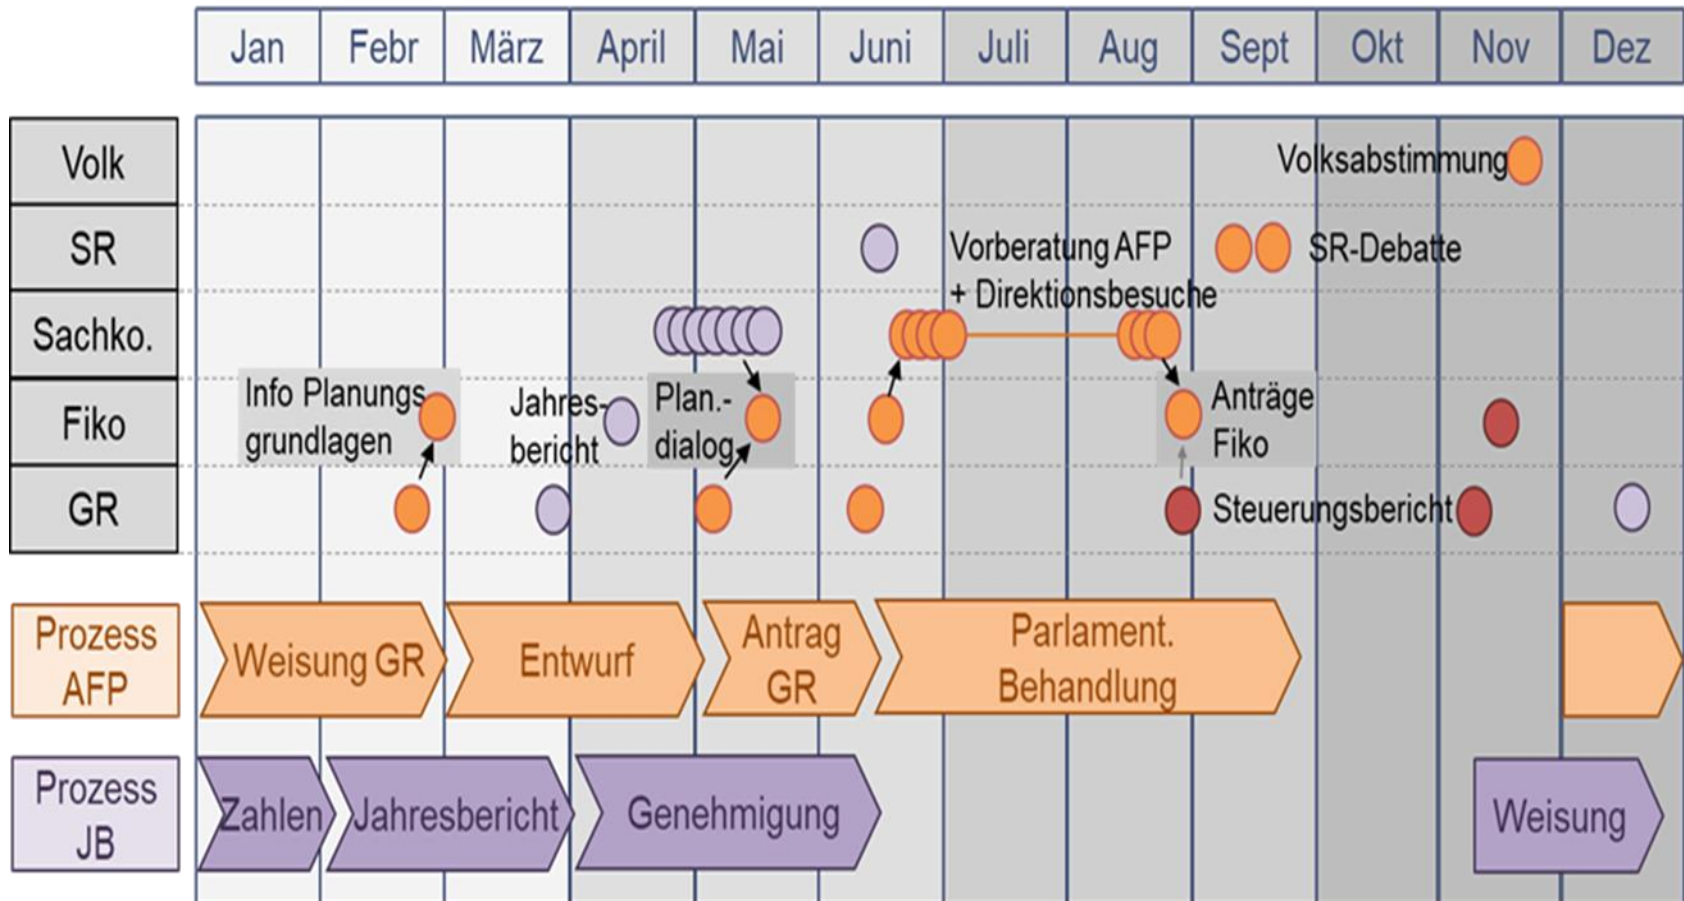 Jan
Febr
März
April
Mai
Juni
Juli
Aug
Sept
Okt
Nov
Dez
Volk
Volksabstimmung
SR
Vorberatung AFP
+ Direktionsbesuche
SR-Debatte
Sachko.
Fiko
Info Planungs
grundlagen
Jahres-
bericht
Plan.-
dialog
Anträge
Fiko
GR
Steuerungsbericht
Prozess
AFP
Weisung GR
Entwurf
Antrag
GR
Parlament.
Behandlung
Prozess
JB
Zahlen
Jahresbericht
Genehmigung
Weisung